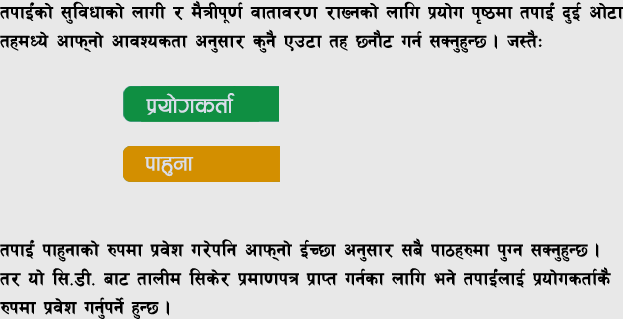 तपाईंको सुविधाको लागी र मैत्रीपूर्ण वातावरण राख्नको लागि प्रयोग पृष्ठमा तपाईं दुई ओटा
तहमध्ये आफ्नो आवश्यकता अनुसार कुनै एउटा तह छनौट गर्न सक्नुहुन्छ । जस्तैः
प्रयोगकर्ता
पाहुना
तपाईं पाहुनाको रुपमा प्रवेश गरेपनि आफ्नो ईच्छा अनुसार सबै पाठहरुमा पुग्न सक्नुहुन्छ ।
तर यो सि.डी. बाट तालीम सिकेर प्रमाणपत्र प्राप्त गर्नका लागि भने तपाईंलाई प्रयोगकर्ताकै
रुपमा प्रवेश गर्नुपर्ने हुन्छ ।